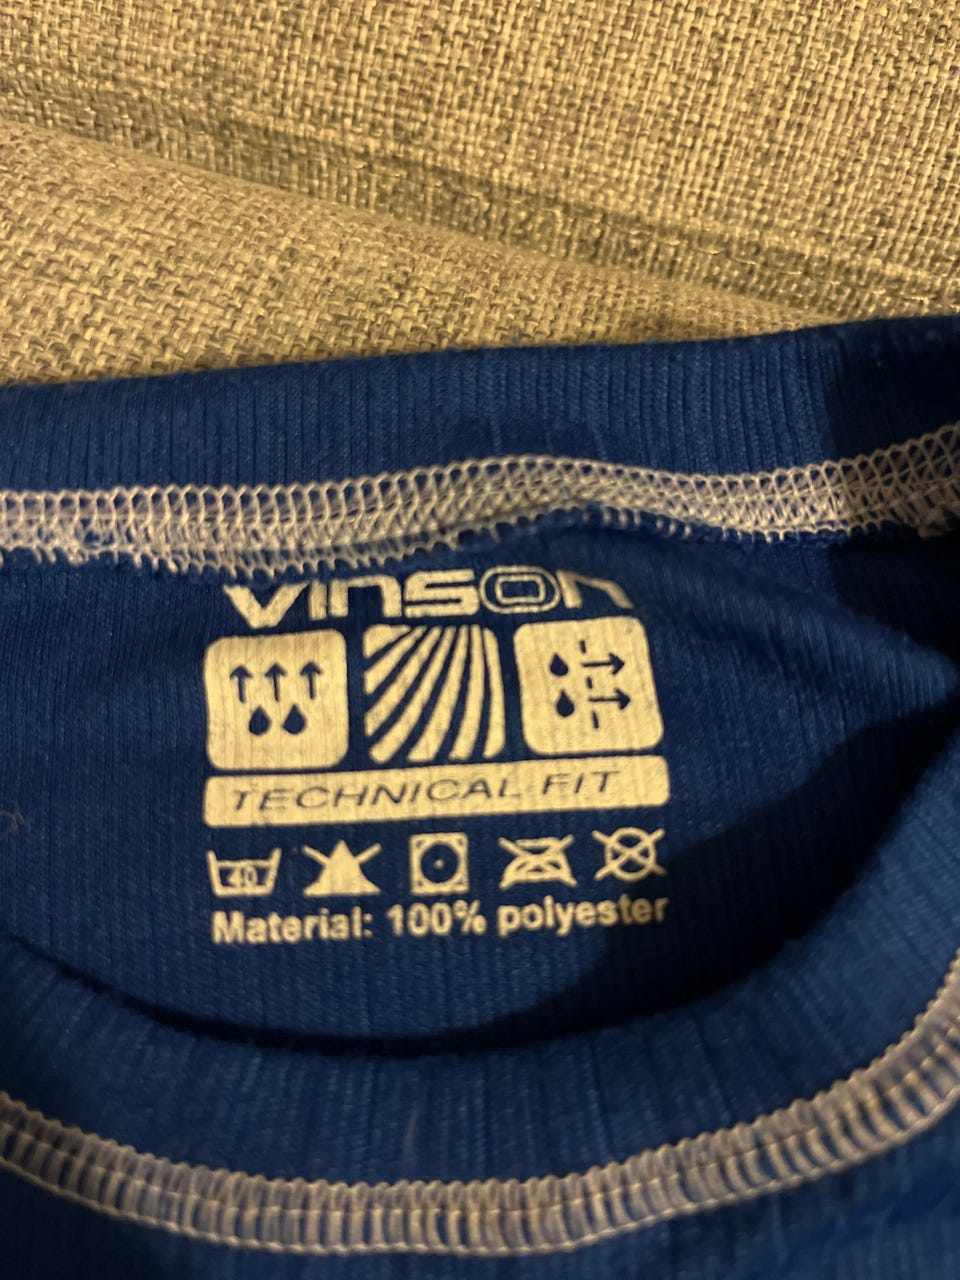 VINSON
TECHNICAL FIT
40
Material: 100% polyester